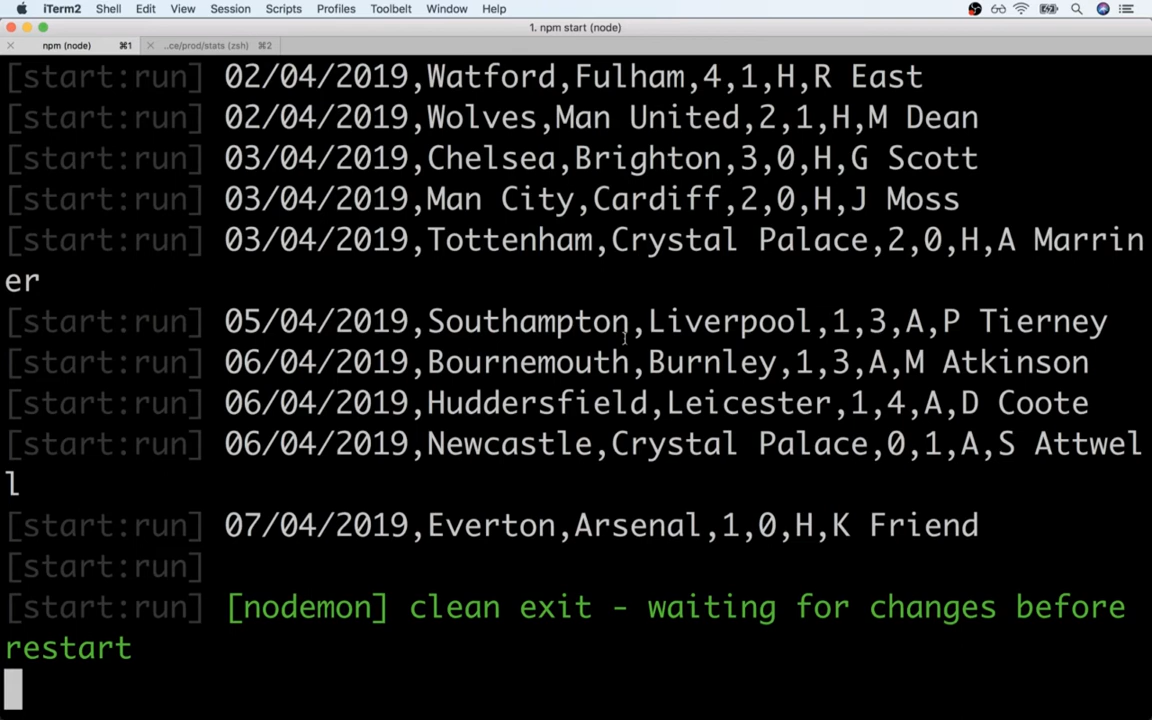 iTerm2 Shell Edit View Session Scripts Profiles Toolbelt Window Help
1. npm start (node)
npm (node) ⌘1 ...ce/prod/stats (zsh) ⌘2
[start:run] 02/04/2019,Watford,Fulham,4,1,H,R East
[start:run] 02/04/2019,Wolves,Man United,2,1,H,M Dean
[start:run] 03/04/2019,Chelsea,Brighton,3,0,H,G Scott
[start:run] 03/04/2019,Man City,Cardiff,2,0,H,J Moss
[start:run] 03/04/2019,Tottenham,Crystal Palace,2,0,H,A Marrin
er
[start:run] 05/04/2019,Southampton,Liverpool,1,3,A,P Tierney
[start:run] 06/04/2019,Bournemouth,Burnley,1,3,A,M Atkinson
[start:run] 06/04/2019,Huddersfield,Leicester,1,4,A,D Coote
[start:run] 06/04/2019,Newcastle,Crystal Palace,0,1,A,S Attwel
l
[start:run] 07/04/2019,Everton,Arsenal,1,0,H,K Friend
[start:run]
[start:run] [nodemon] clean exit - waiting for changes before
restart